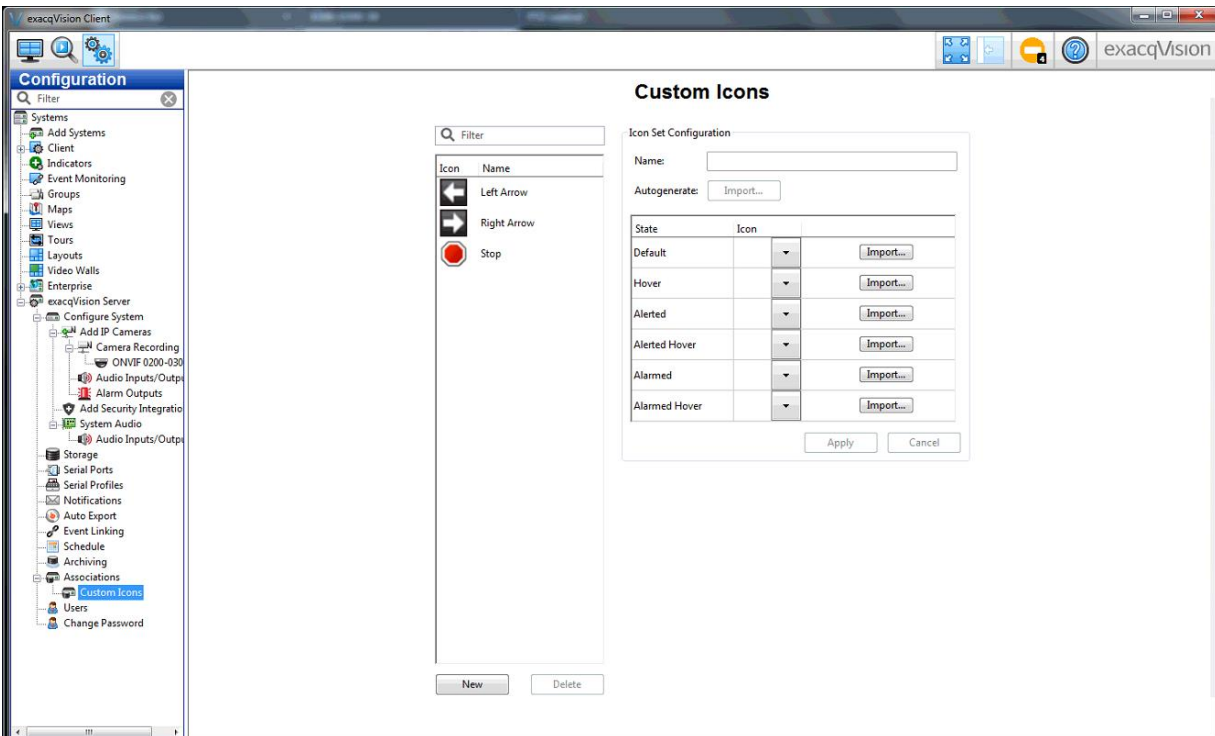 exacqVision Client
4
exacqVision
Configuration
Filter
Systems
Add Systems
Client
Indicators
Event Monitoring
Groups
Maps
Views
Tours
Layouts
Video Walls
Enterprise
exacqVision Server
Configure System
Add IP Cameras
Camera Recording
ONVIF 0200-030
Audio Inputs/Outpu
Alarm Outputs
Add Security Integratio
System Audio
Audio Inputs/Outpu
Storage
Serial Ports
Serial Profiles
Notifications
Auto Export
Event Linking
Schedule
Archiving
Associations
Custom Icons
Users
Change Password
Custom Icons
Filter
Icon Name
Left Arrow
Right Arrow
Stop
New Delete
Icon Set Configuration
Name:
Autogenerate: Import...
State Icon
Default Import...
Hover Import...
Alerted Import...
Alerted Hover Import...
Alarmed Import...
Alarmed Hover Import...
Apply Cancel